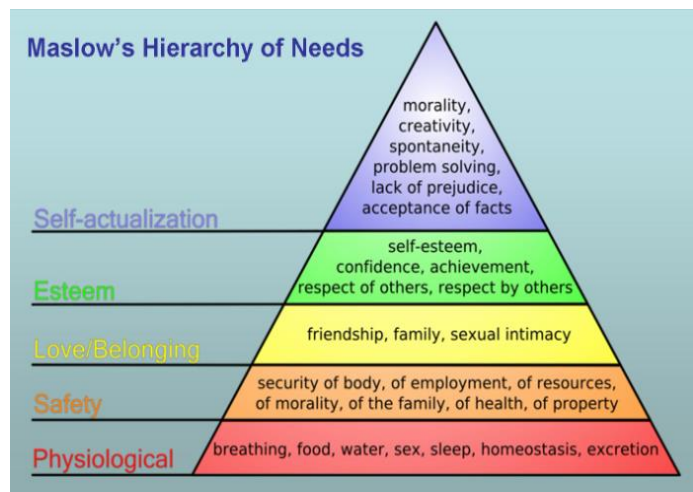 Maslow's Hierarchy of Needs
morality,
creativity,
spontaneity,
problem solving,
lack of prejudice,
acceptance of facts
Self-actualization
self-esteem,
confidence, achievement,
respect of others, respect by others
Esteem
friendship, family, sexual intimacy
Love/Belonging
security of body, of employment, of resources,
of morality, of the family, of health, of property
Safety
breathing, food, water, sex, sleep, homeostasis, excretion
Physiological